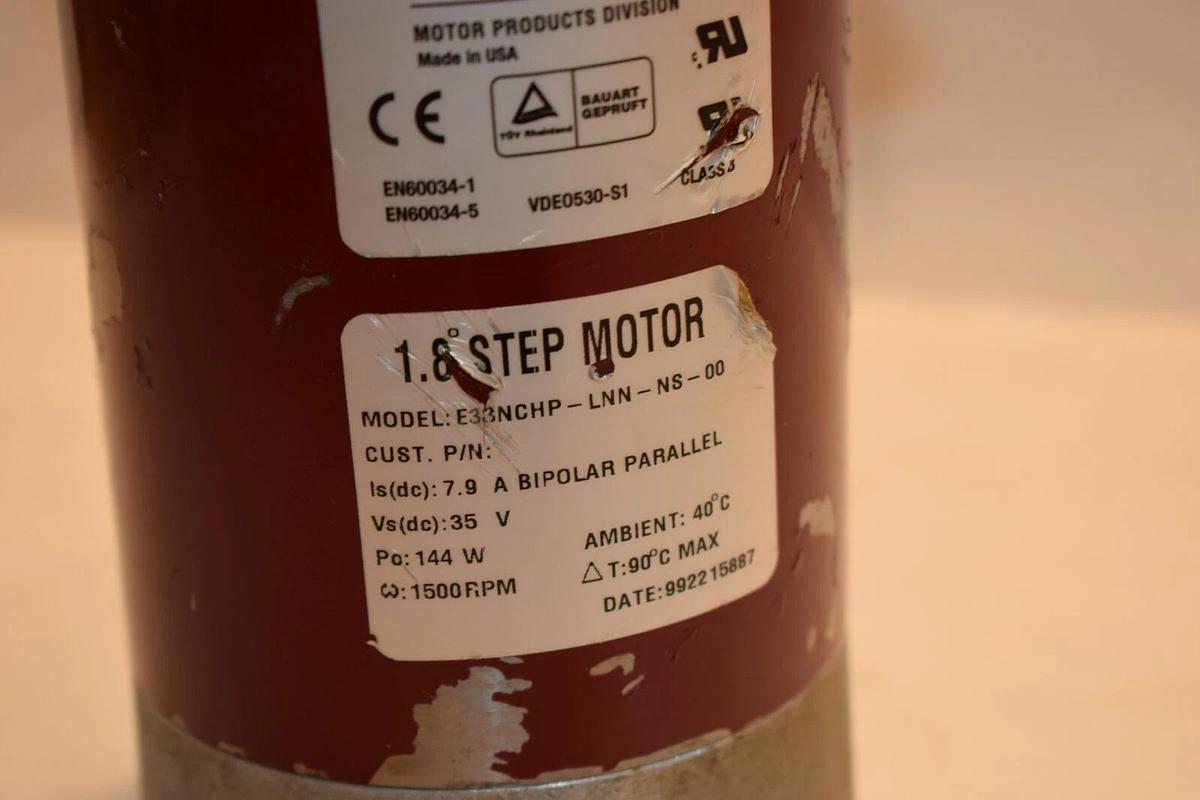 MOTOR PRODUCTS DIVISION
Made in USA
CE
TÜV Rheinland
BAUART GEPRÜFT
EN60034-1
EN60034-5
VDE0530-S1
CLASS B
1.8° STEP MOTOR
MODEL: E33NCHP-LNN-NS-00
CUST. P/N:
Is(dc): 7.9 A BIPOLAR PARALLEL
Vs(dc): 35 V
Po: 144 W
ω: 1500 RPM
AMBIENT: 40°C
△T: 90°C MAX
DATE: 992215887